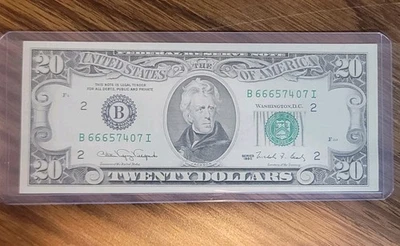 FEDERAL RESERVE NOTE
20 THE UNITED STATES OF AMERICA 20
THIS NOTE IS LEGAL TENDER
FOR ALL DEBTS, PUBLIC AND PRIVATE
B 66657407 I
2 2
B
WASHINGTON, D.C.
B 66657407 I
2 2
SERIES
20 TWENTY DOLLARS 20